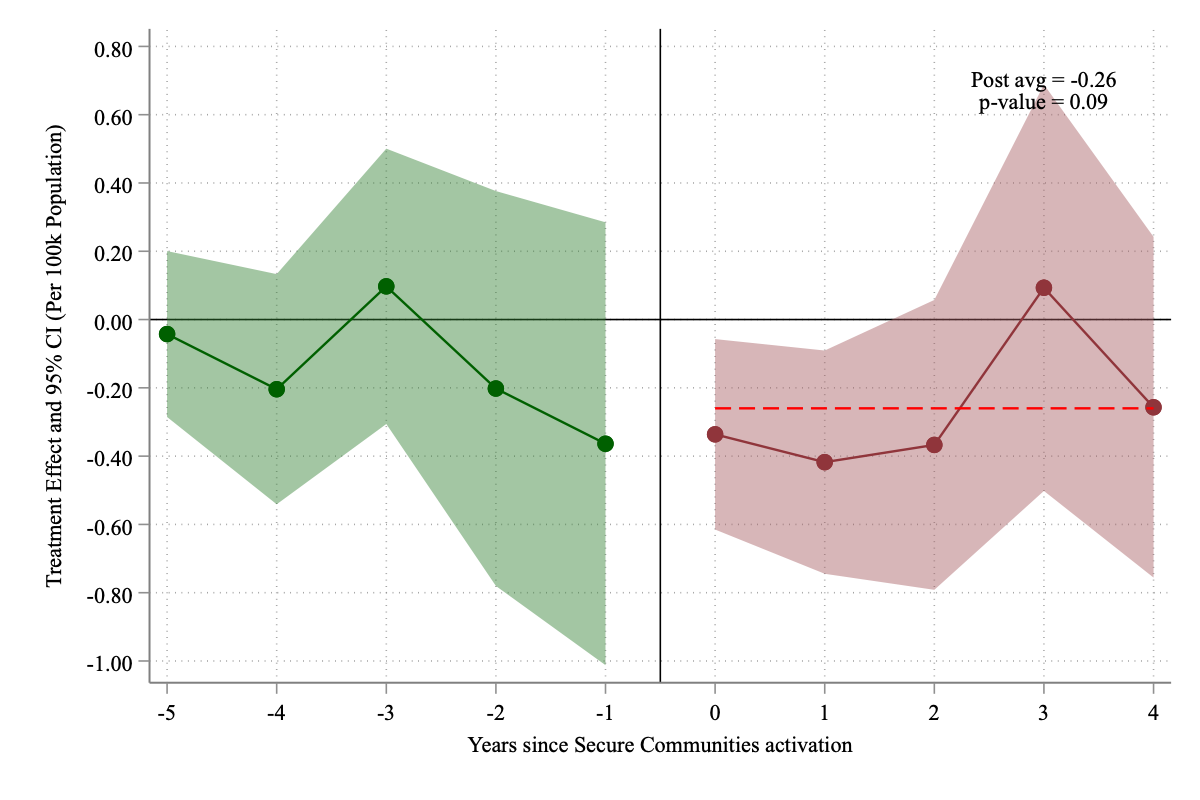 Treatment Effect and 95% CI (Per 100k Population)
0.80
0.60
0.40
0.20
0.00
-0.20
-0.40
-0.60
-0.80
-1.00
Post avg = -0.26
p-value = 0.09
-5 -4 -3 -2 -1 0 1 2 3 4
Years since Secure Communities activation